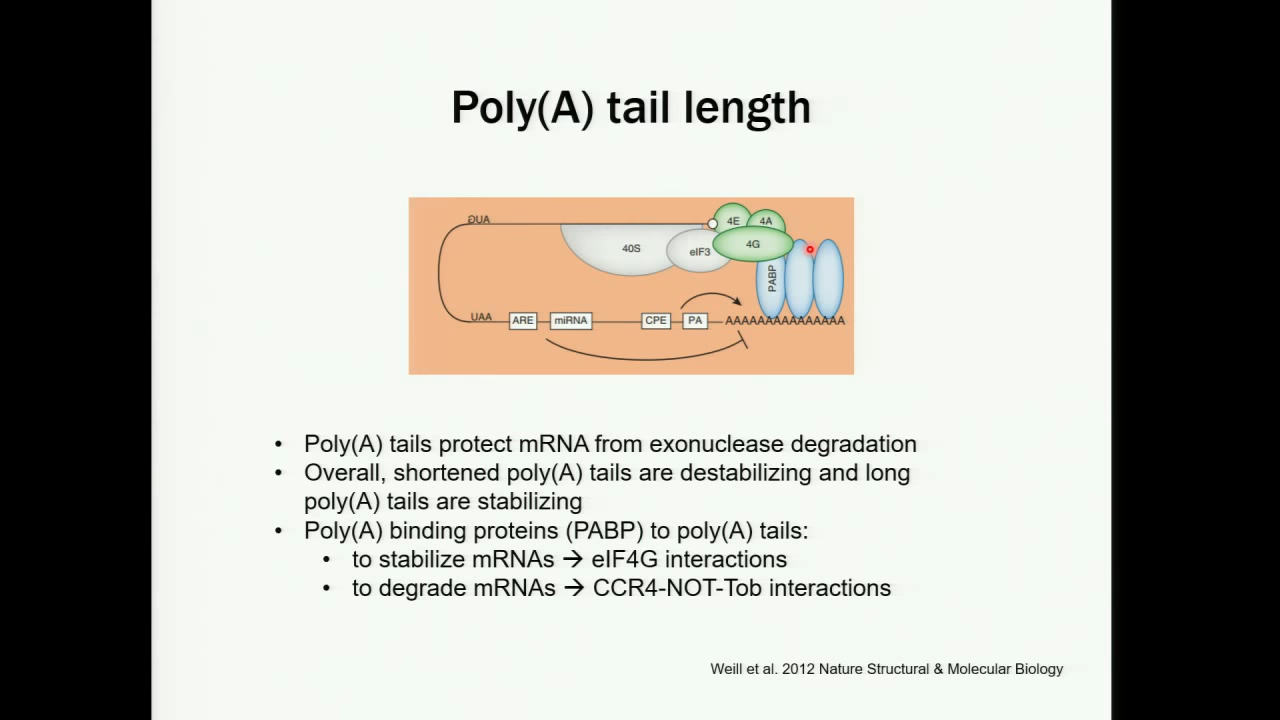 Poly(A) tail length
AUG
4E
4A
4G
40S
eIF3
PABP
UAA
ARE
miRNA
CPE
PA
AAAAAAAAAAAAAAA
• Poly(A) tails protect mRNA from exonuclease degradation
• Overall, shortened poly(A) tails are destabilizing and long
poly(A) tails are stabilizing
• Poly(A) binding proteins (PABP) to poly(A) tails:
• to stabilize mRNAs → eIF4G interactions
• to degrade mRNAs → CCR4-NOT-Tob interactions
Weill et al. 2012 Nature Structural & Molecular Biology